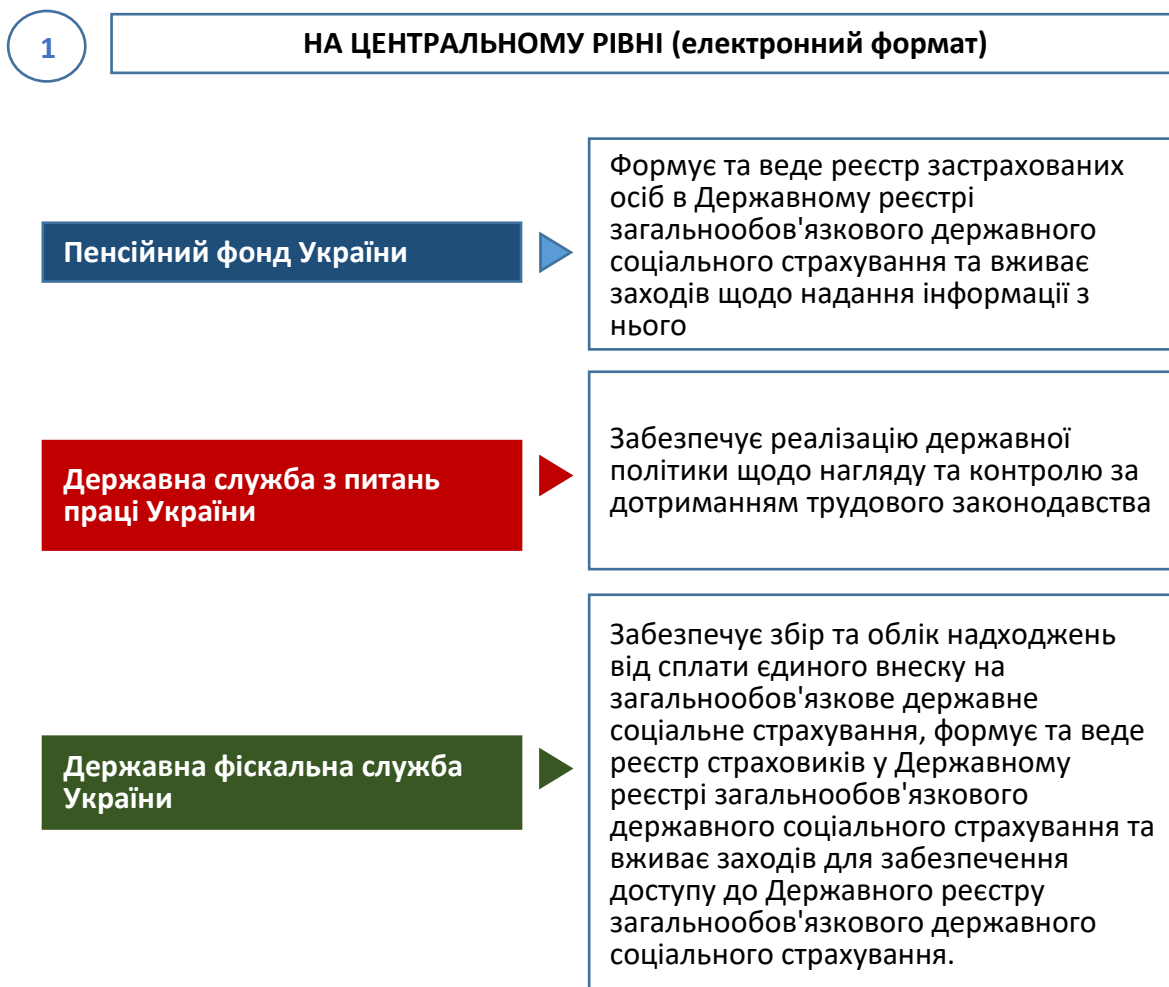 1
НА ЦЕНТРАЛЬНОМУ РІВНІ (електронний формат)
Пенсійний фонд України
Формує та веде реєстр застрахованих
осіб в Державному реєстрі
загальнообов'язкового державного
соціального страхування та вживає
заходів щодо надання інформації з
нього
Державна служба з питань
праці України
Забезпечує реалізацію державної
політики щодо нагляду та контролю за
дотриманням трудового законодавства
Державна фіскальна служба
України
Забезпечує збір та облік надходжень
від сплати єдиного внеску на
загальнообов'язкове державне
соціальне страхування, формує та веде
реєстр страховиків у Державному
реєстрі загальнообов'язкового
державного соціального страхування та
вживає заходів для забезпечення
доступу до Державного реєстру
загальнообов'язкового державного
соціального страхування.